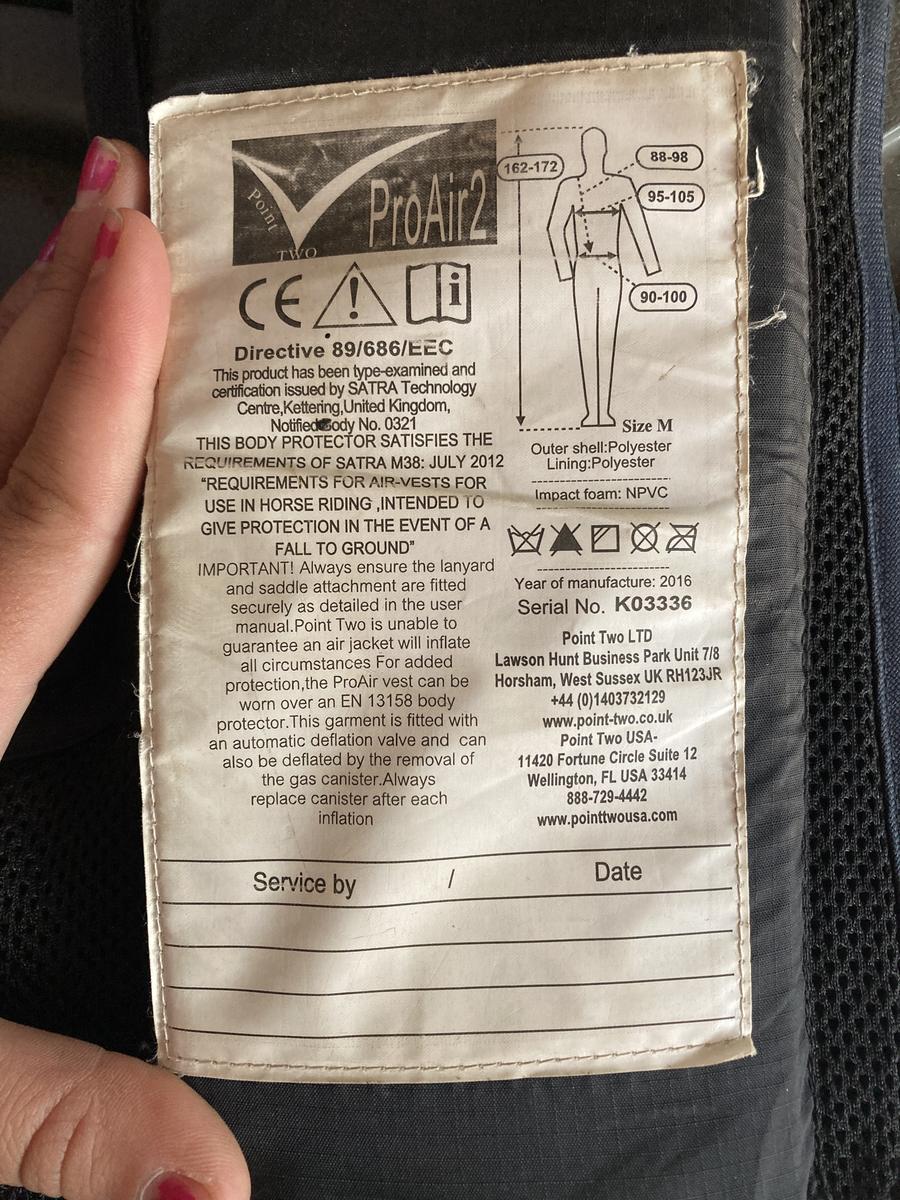 Point
TWO
ProAir2
CE
Directive 89/686/EEC
This product has been type-examined and
certification issued by SATRA Technology
Centre,Kettering,United Kingdom,
Notified Body No. 0321
THIS BODY PROTECTOR SATISFIES THE
REQUIREMENTS OF SATRA M38: JULY 2012
“REQUIREMENTS FOR AIR-VESTS FOR
USE IN HORSE RIDING ,INTENDED TO
GIVE PROTECTION IN THE EVENT OF A
FALL TO GROUND”
IMPORTANT! Always ensure the lanyard
and saddle attachment are fitted
securely as detailed in the user
manual.Point Two is unable to
guarantee an air jacket will inflate
all circumstances For added
protection,the ProAir vest can be
worn over an EN 13158 body
protector.This garment is fitted with
an automatic deflation valve and can
also be deflated by the removal of
the gas canister.Always
replace canister after each
inflation
162-172
88-98
95-105
90-100
Size M
Outer shell:Polyester
Lining:Polyester
Impact foam: NPVC
Year of manufacture: 2016
Serial No. K03336
Point Two LTD
Lawson Hunt Business Park Unit 7/8
Horsham, West Sussex UK RH123JR
+44 (0)1403732129
www.point-two.co.uk
Point Two USA-
11420 Fortune Circle Suite 12
Wellington, FL USA 33414
888-729-4442
www.pointtwousa.com
Service by / Date